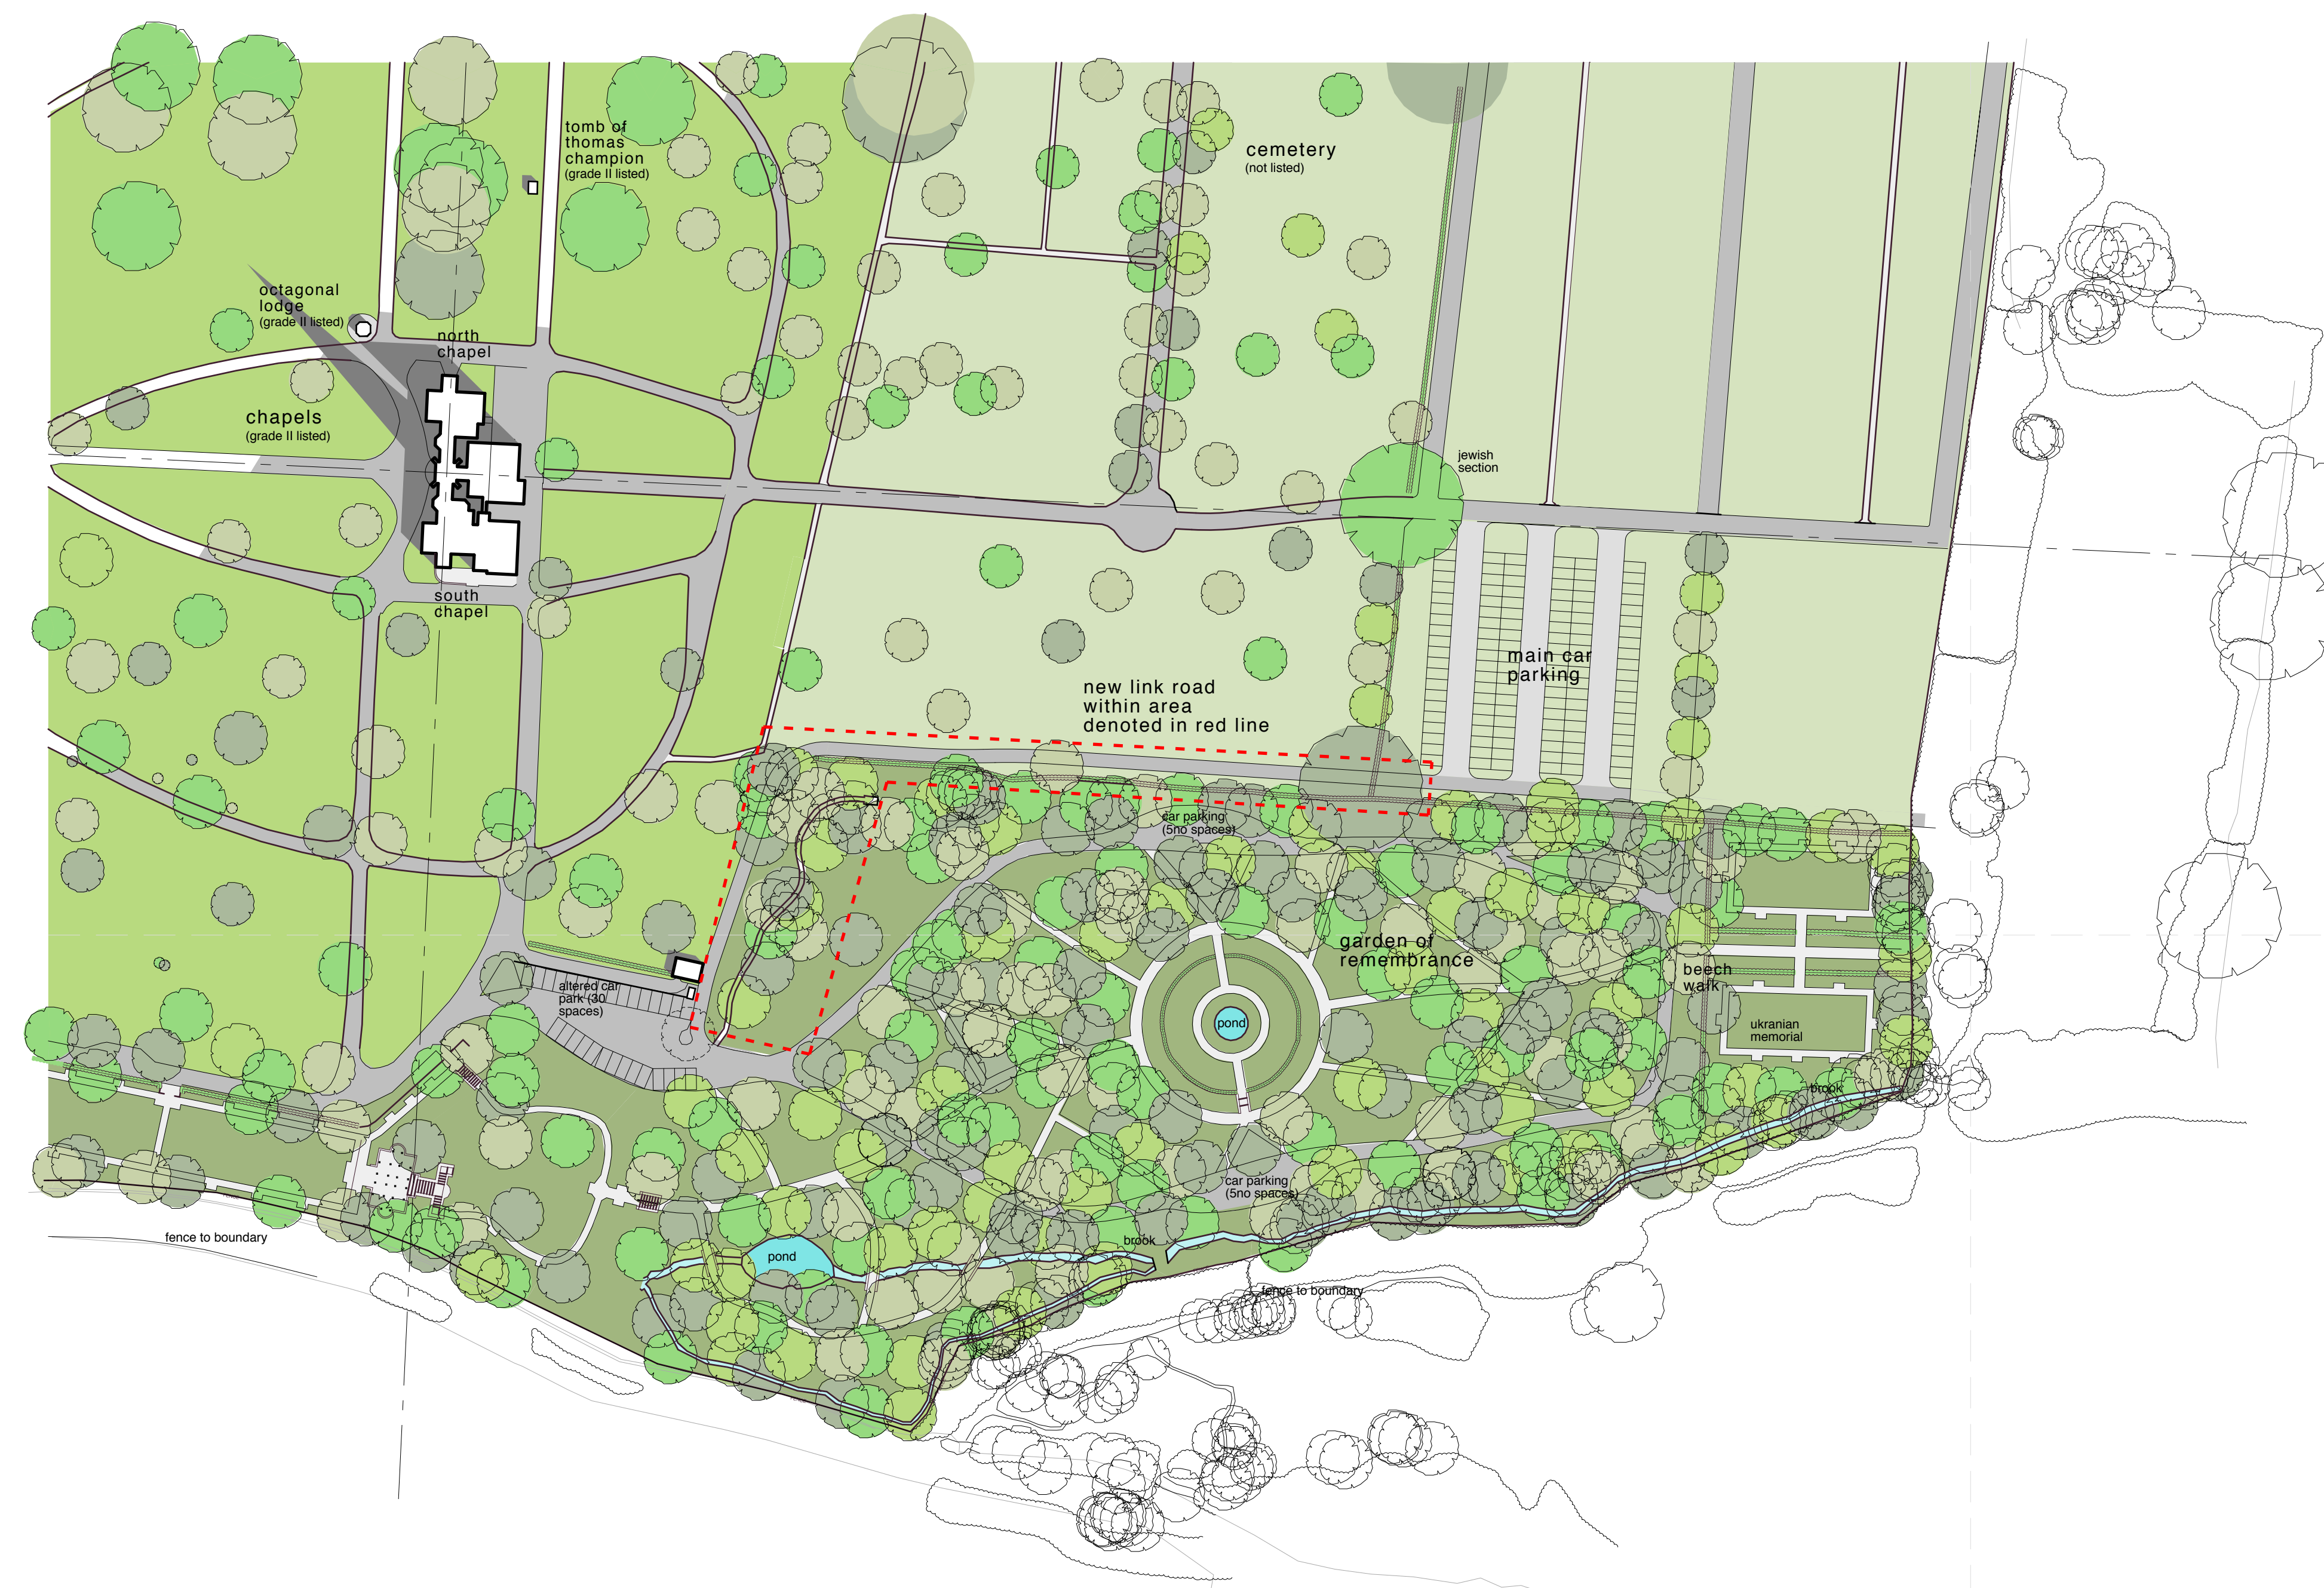 tomb of
thomas
champion
(grade II listed)
cemetery
(not listed)
octagonal
lodge
(grade II listed)
north
chapel
chapels
(grade II listed)
jewish
section
south
chapel
main car
parking
new link road
within area
denoted in red line
car parking
(5no spaces)
garden of
remembrance
beech
walk
altered car
park (30
spaces)
pond
ukranian
memorial
brook
car parking
(5no spaces)
fence to boundary
brook
pond
fence to boundary